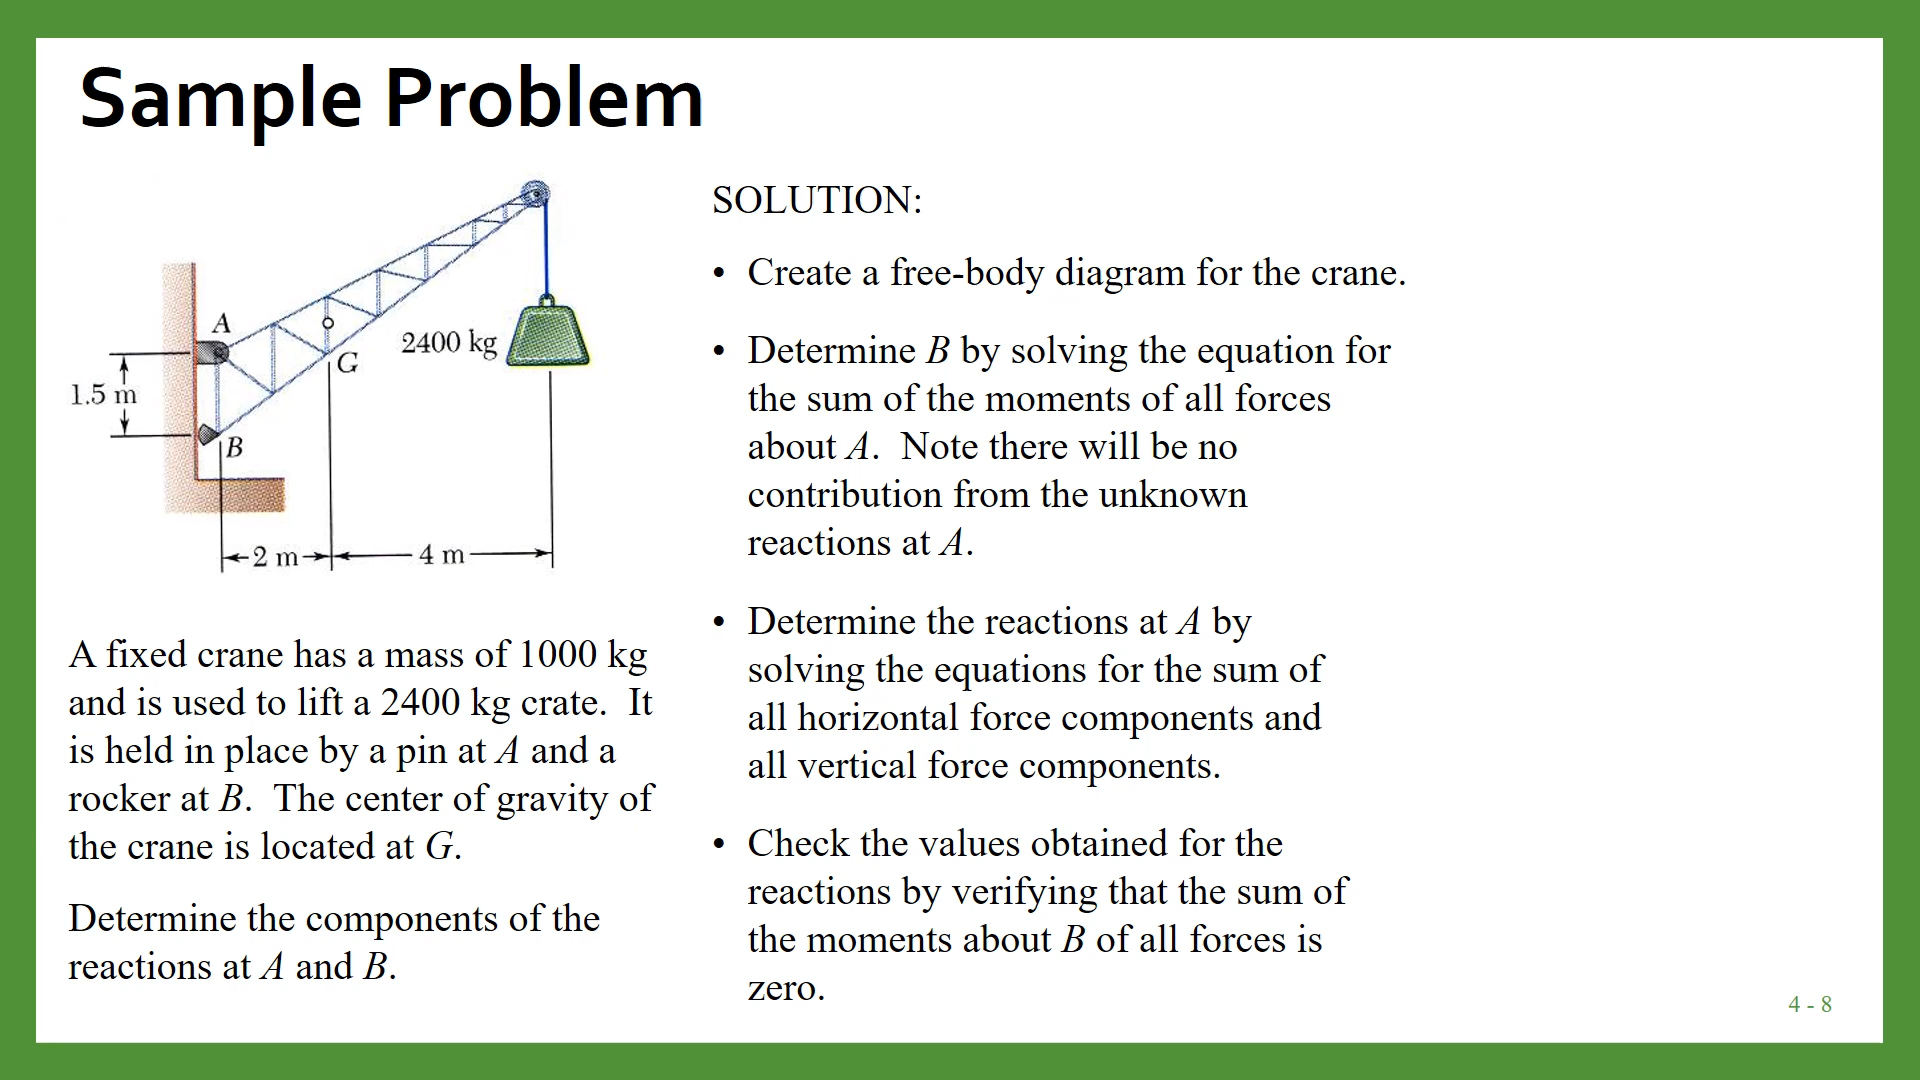 Sample Problem
A
G
2400 kg
1.5 m
B
2 m
4 m
A fixed crane has a mass of 1000 kg
and is used to lift a 2400 kg crate.  It
is held in place by a pin at A and a
rocker at B.  The center of gravity of
the crane is located at G.
Determine the components of the
reactions at A and B.
SOLUTION:
• Create a free-body diagram for the crane.
• Determine B by solving the equation for
the sum of the moments of all forces
about A.  Note there will be no
contribution from the unknown
reactions at A.
• Determine the reactions at A by
solving the equations for the sum of
all horizontal force components and
all vertical force components.
• Check the values obtained for the
reactions by verifying that the sum of
the moments about B of all forces is
zero.
4 - 8